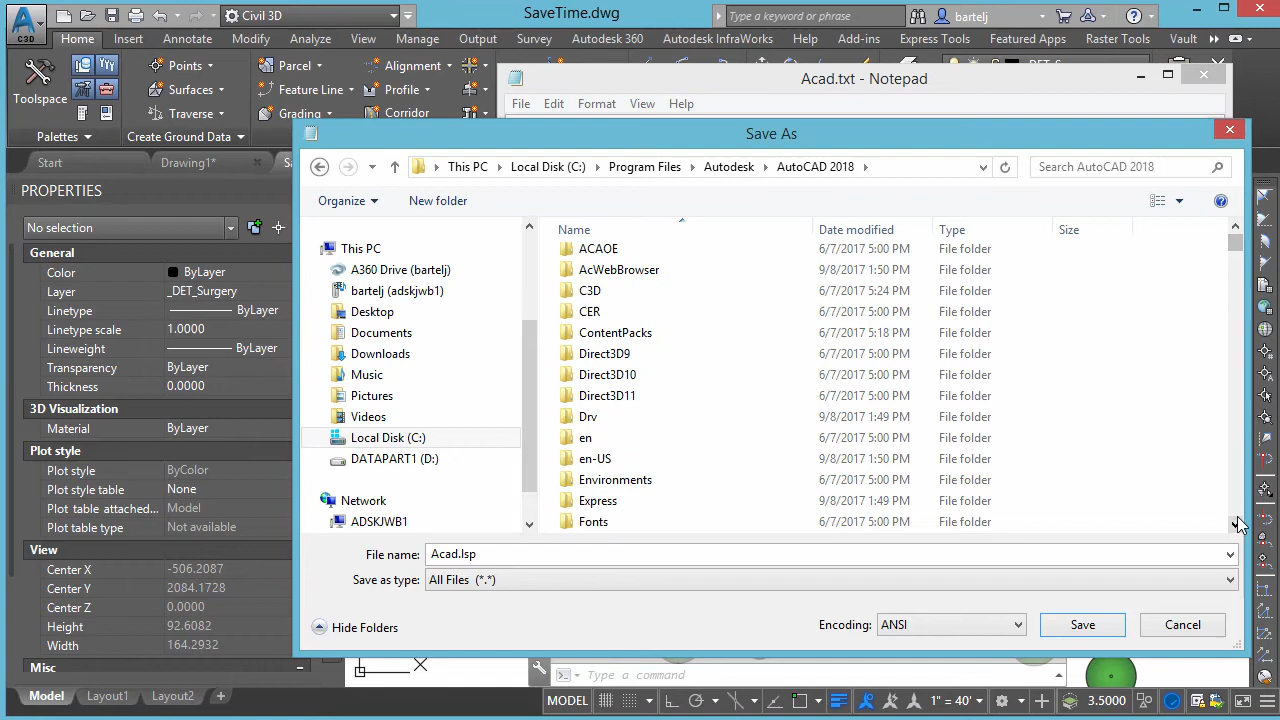 Civil 3D
SaveTime.dwg
Type a keyword or phrase
bartelj
C3D
Home Insert Annotate Modify Analyze View Manage Output Survey Autodesk 360 Autodesk InfraWorks Help Add-ins Express Tools Featured Apps Raster Tools Vault
Toolspace
Points
Surfaces
Traverse
Parcel
Feature Line
Grading
Alignment
Profile
Corridor
Palettes
Create Ground Data
Acad.txt - Notepad
File Edit Format View Help
Start
Drawing1*
Save As
This PC
Local Disk (C:)
Program Files
Autodesk
AutoCAD 2018
Search AutoCAD 2018
Organize
New folder
PROPERTIES
No selection
General
Color ByLayer
Layer _DET_Surgery
Linetype ByLayer
Linetype scale 1.0000
Lineweight ByLayer
Transparency ByLayer
Thickness 0.0000
3D Visualization
Material ByLayer
Plot style
Plot style ByColor
Plot style table None
Plot table attached... Model
Plot table type Not available
View
Center X -506.2087
Center Y 2084.1728
Center Z 0.0000
Height 92.6082
Width 164.2932
Misc
This PC
A360 Drive (bartelj)
bartelj (adskjwb1)
Desktop
Documents
Downloads
Music
Pictures
Videos
Local Disk (C:)
DATAPART1 (D:)
Network
ADSKJWB1
Name Date modified Type Size
ACAOE 6/7/2017 5:00 PM File folder
AcWebBrowser 9/8/2017 1:50 PM File folder
C3D 6/7/2017 5:24 PM File folder
CER 6/7/2017 5:00 PM File folder
ContentPacks 6/7/2017 5:18 PM File folder
Direct3D9 6/7/2017 5:00 PM File folder
Direct3D10 6/7/2017 5:00 PM File folder
Direct3D11 6/7/2017 5:00 PM File folder
Drv 9/8/2017 1:49 PM File folder
en 6/7/2017 5:00 PM File folder
en-US 9/8/2017 1:50 PM File folder
Environments 6/7/2017 5:00 PM File folder
Express 9/8/2017 1:49 PM File folder
Fonts 6/7/2017 5:00 PM File folder
File name: Acad.lsp
Save as type: All Files (*.*)
Hide Folders
Encoding: ANSI
Save
Cancel
X
Type a command
Model
Layout1
Layout2
MODEL
1" = 40'
3.5000